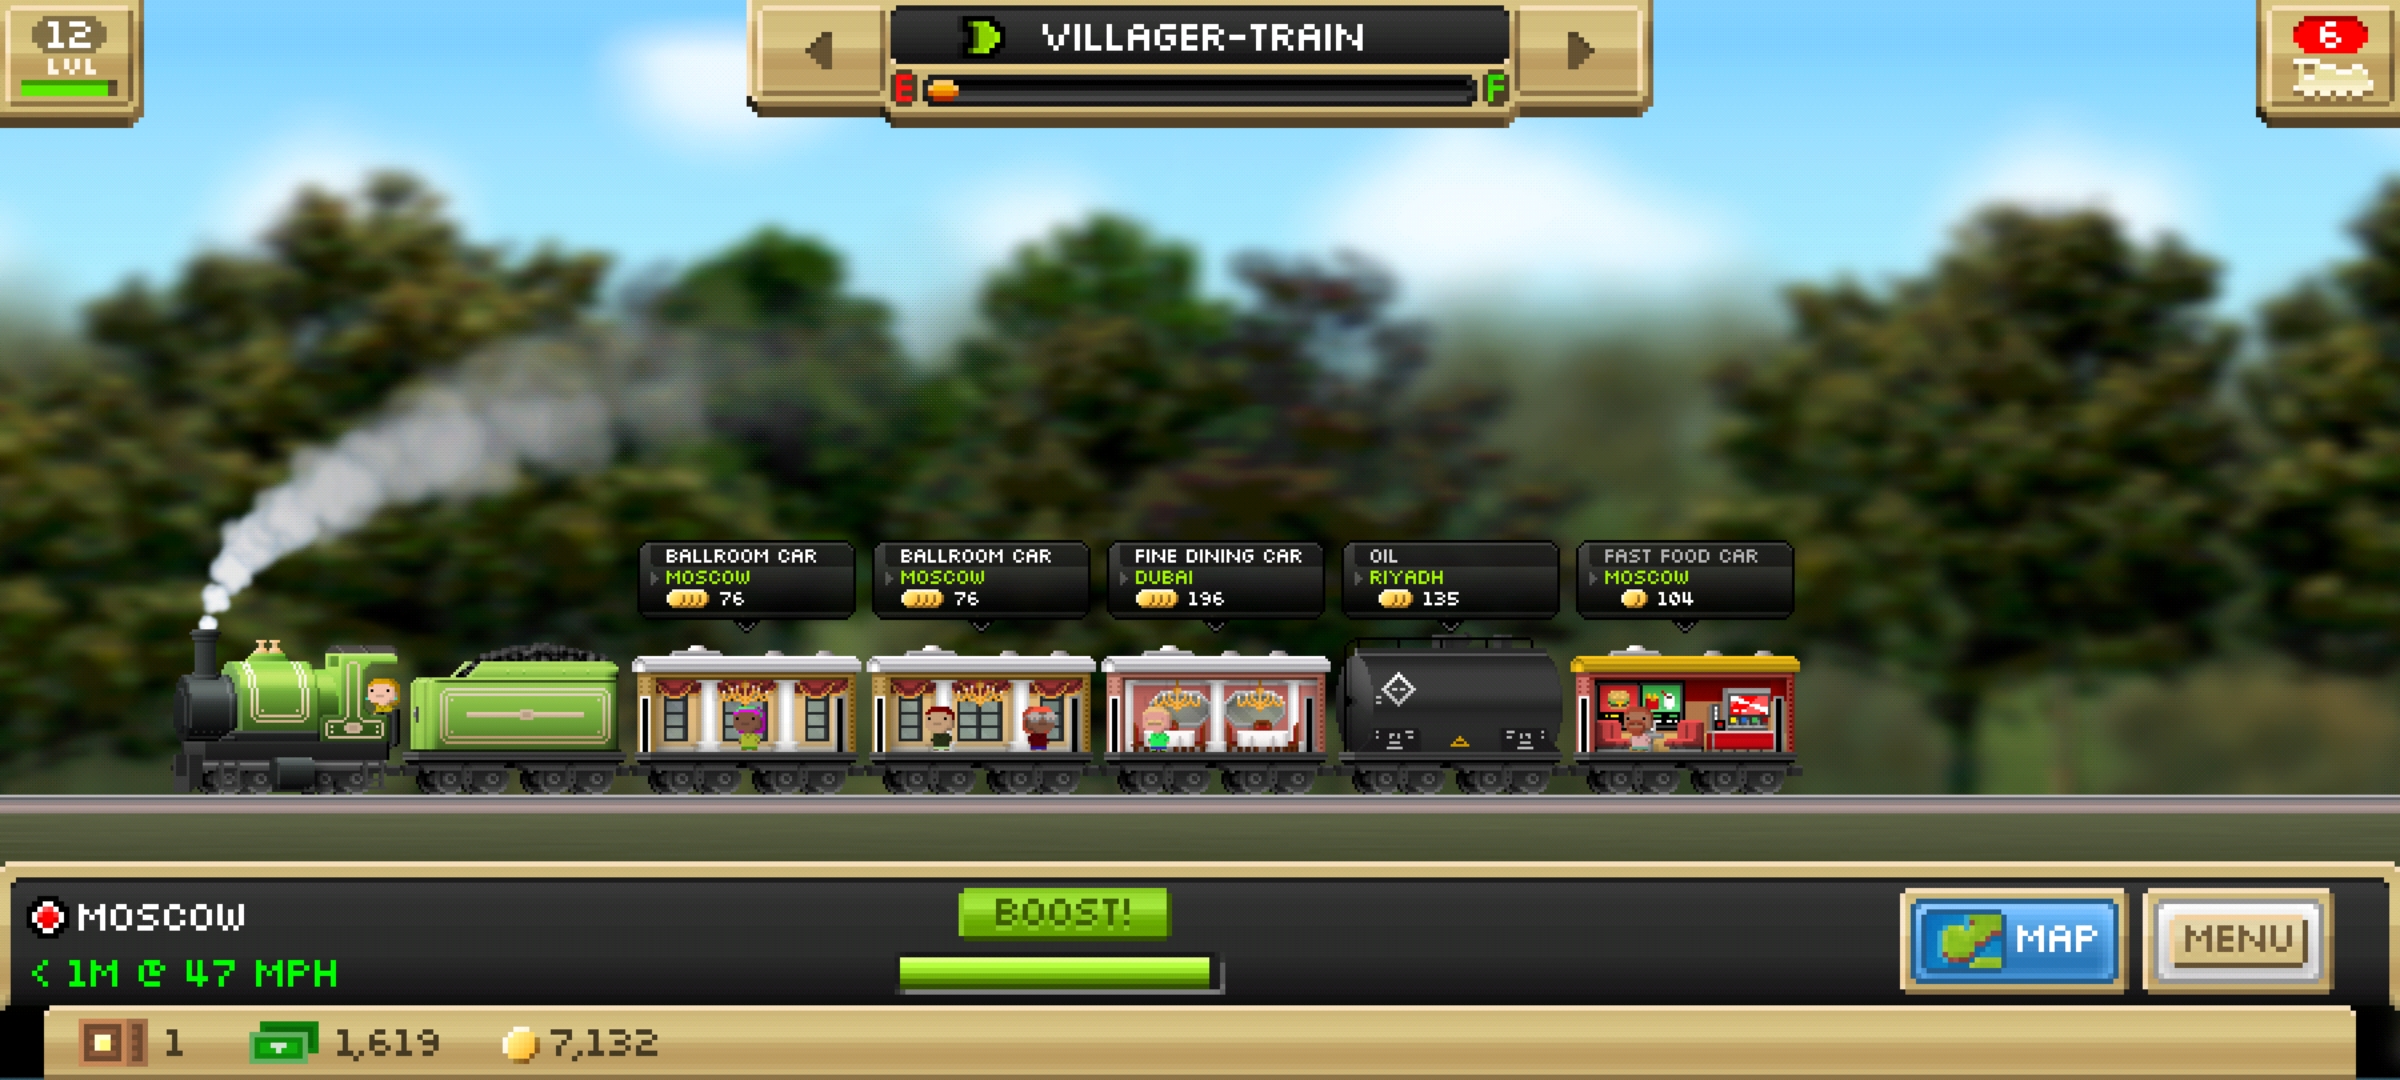 12
LVL
VILLAGER-TRAIN
E F
6
BALLROOM CAR
MOSCOW
76
BALLROOM CAR
MOSCOW
76
FINE DINING CAR
DUBAI
196
OIL
RIYADH
135
FAST FOOD CAR
MOSCOW
104
MOSCOW
< 1M @ 47 MPH
BOOST!
MAP
MENU
1
1,619
7,132